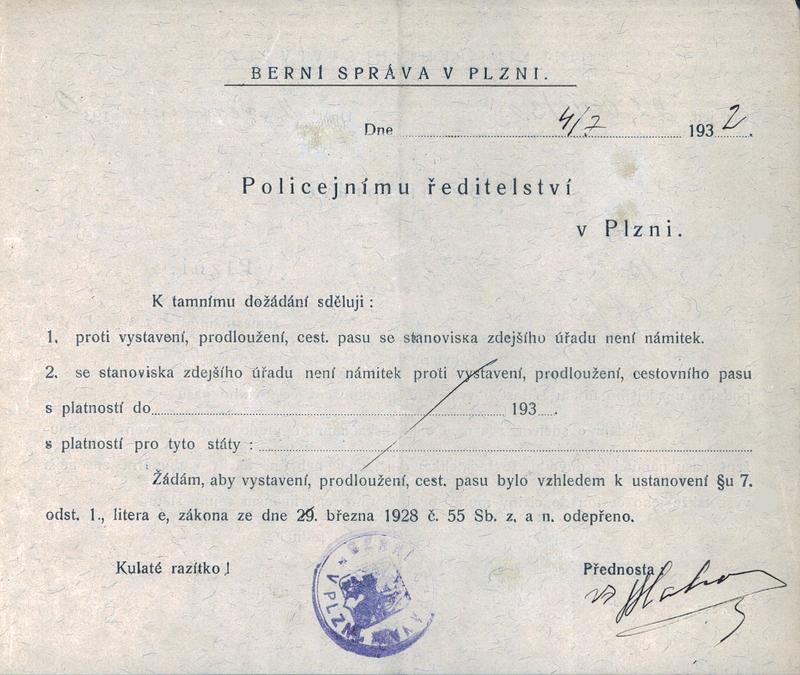 BERNÍ SPRÁVA V PLZNI.
Dne 4/7 1932.
Policejnímu ředitelství
v Plzni.
K tamnímu dožádání sděluji :
1. proti vystavení, prodloužení, cest. pasu se stanoviska zdejšího úřadu není námitek.
2. se stanoviska zdejšího úřadu není námitek proti vystavení, prodloužení, cestovního pasu
s platností do 193 .
s platností pro tyto státy :
Žádám, aby vystavení, prodloužení, cest. pasu bylo vzhledem k ustanovení §u 7.
odst. 1., litera e, zákona ze dne 29. března 1928 č. 55 Sb. z. a n. odepřeno.
Kulaté razítko !
BERNÍ SPRÁVA V PLZNI
Přednosta